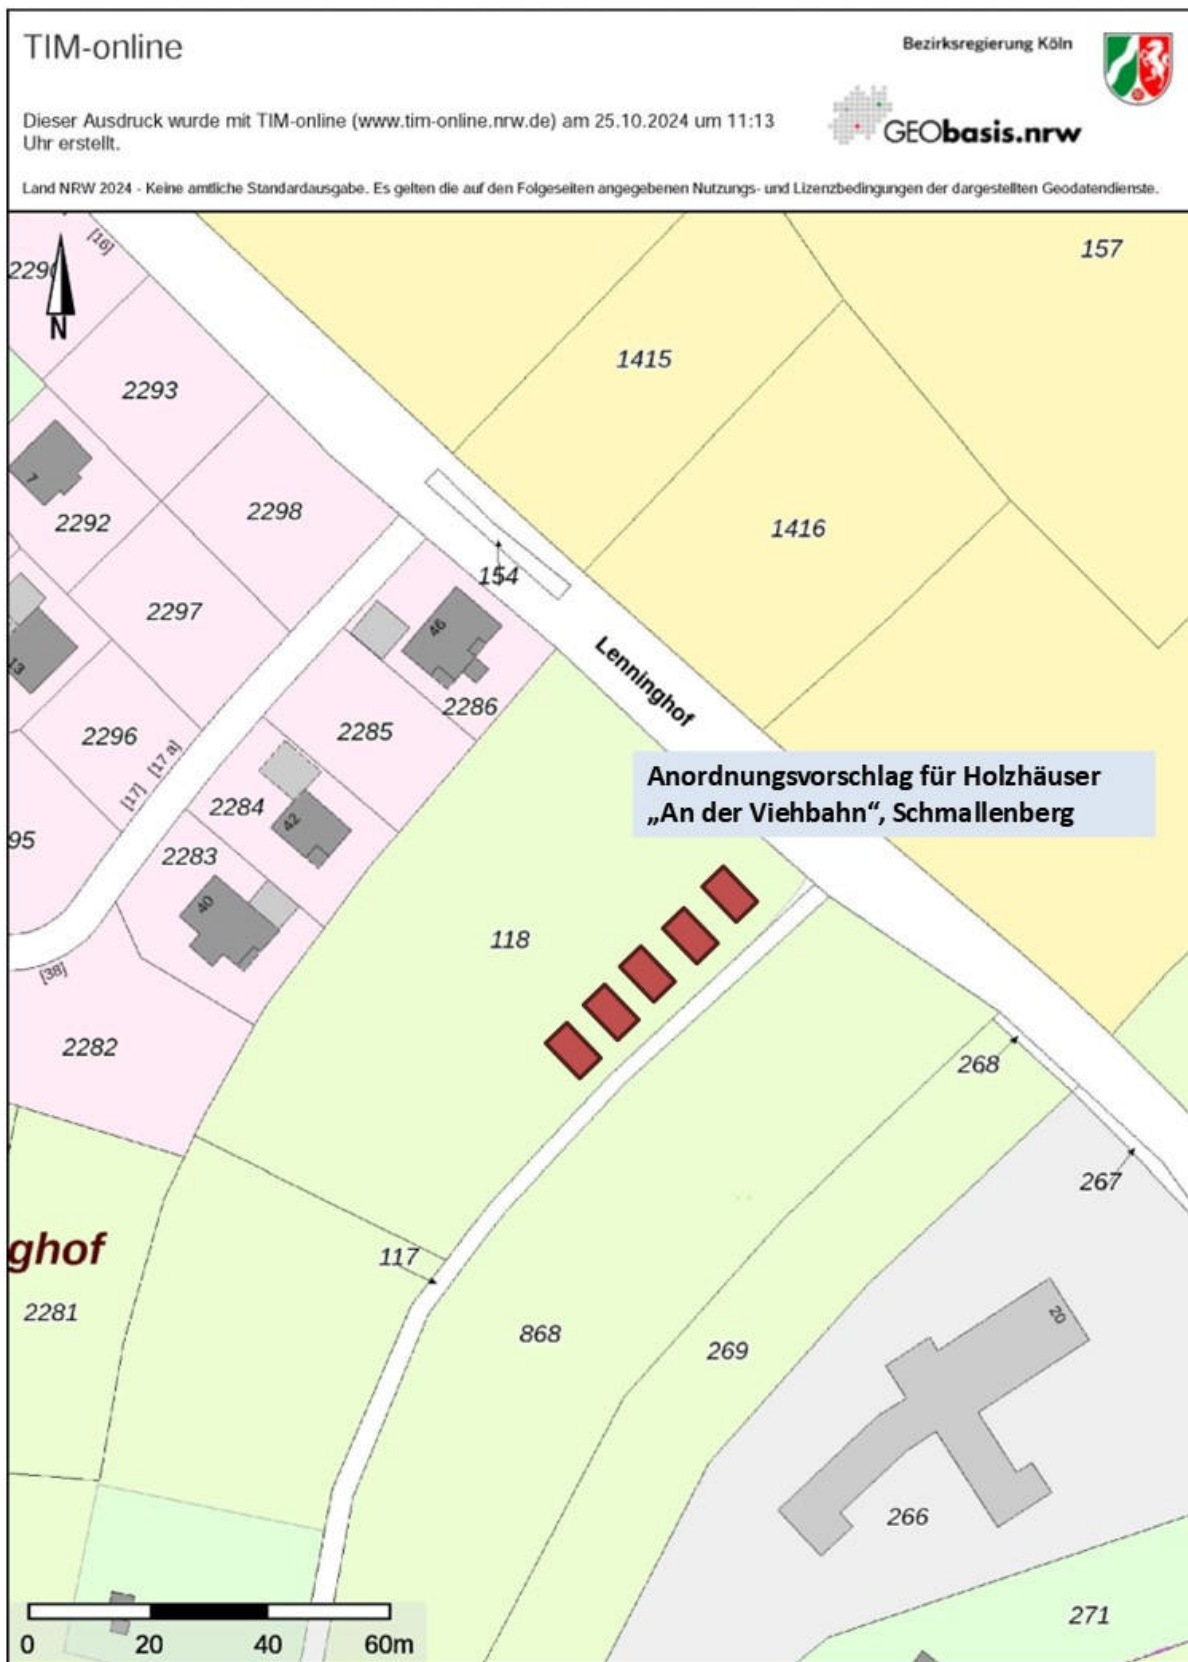 TIM-online
Bezirksregierung Köln
Dieser Ausdruck wurde mit TIM-online (www.tim-online.nrw.de) am 25.10.2024 um 11:13
Uhr erstellt.
GEObasis.nrw
Land NRW 2024 - Keine amtliche Standardausgabe. Es gelten die auf den Folgeseiten angegebenen Nutzungs- und Lizenzbedingungen der dargestellten Geodatendienste.
[16]
157
229
N
1415
2293
7
2292
2298
1416
154
2297
46
13
Lenninghof
2286
2285
2296
[17]
[17 a]
Anordnungsvorschlag für Holzhäuser
„An der Viehbahn“, Schmallenberg
2284
42
95
2283
40
118
[38]
2282
268
267
ghof
117
2281
868
269
20
266
271
0 20 40 60m